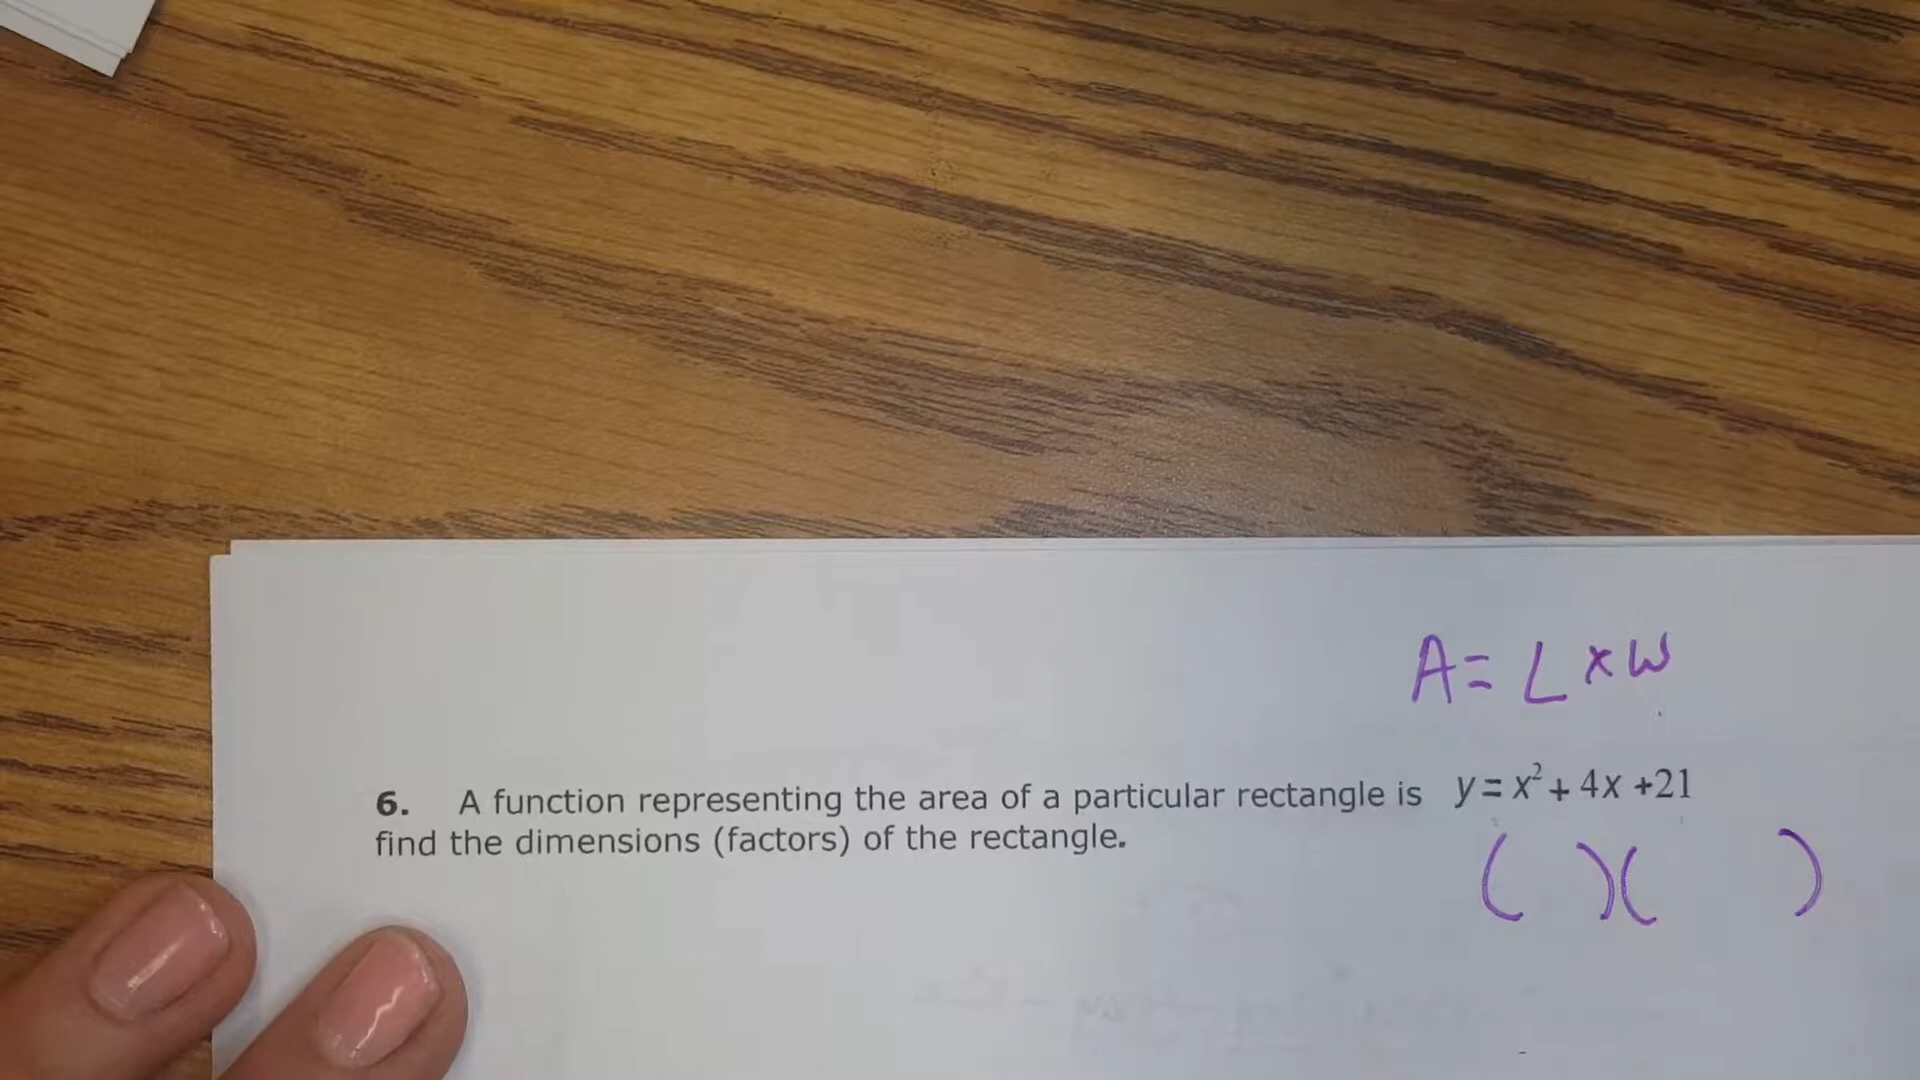 A = L x W
6. A function representing the area of a particular rectangle is y = x² + 4x +21
find the dimensions (factors) of the rectangle.
( )( )